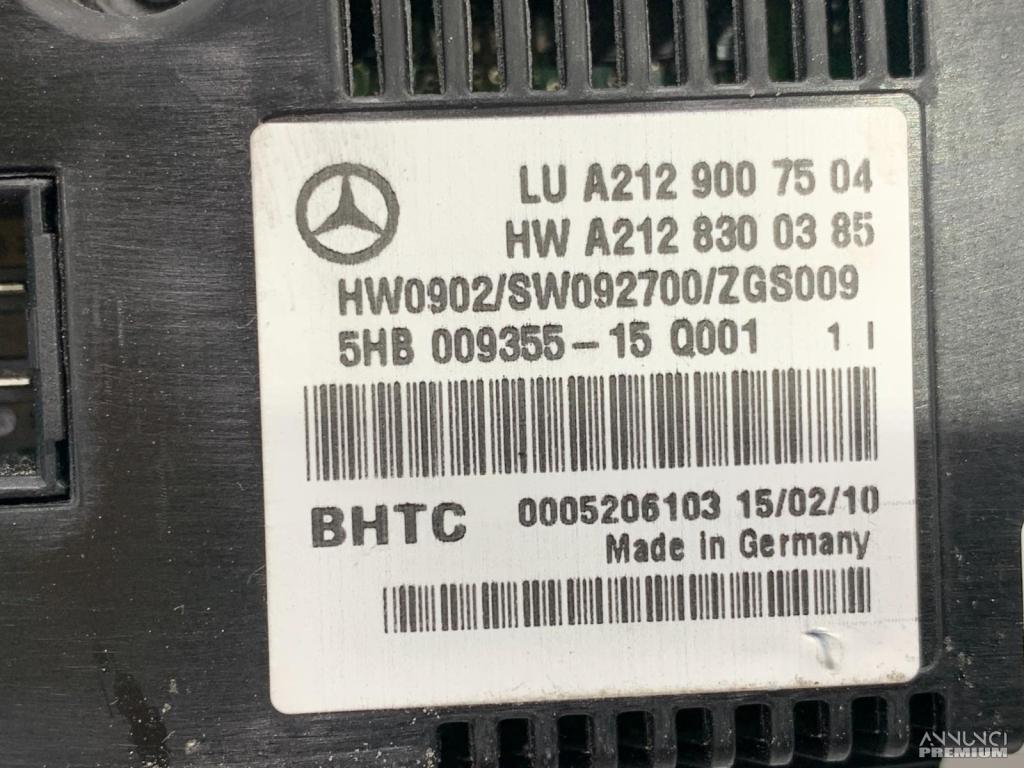 LU A212 900 75 04
HW A212 830 03 85
HW0902/SW092700/ZGS009
5HB 009355-15 Q001 1 I
BHTC 0005206103 15/02/10
Made in Germany
ANNUNCI
PREMIUM